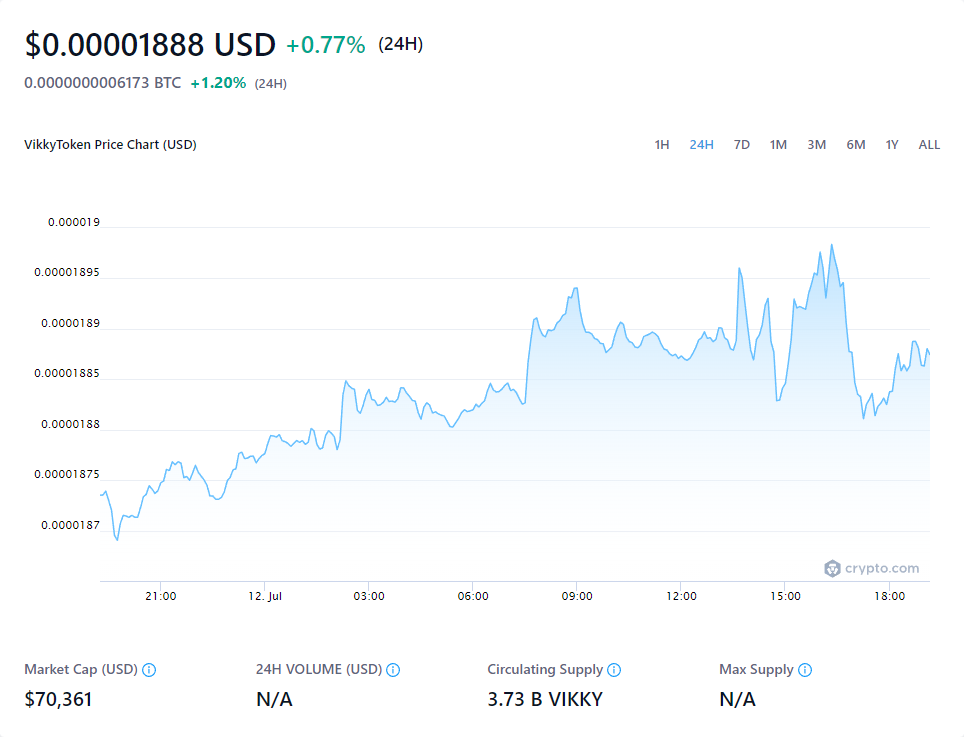 $0.00001888 USD +0.77% (24H)
0.0000000006173 BTC +1.20% (24H)
VikkyToken Price Chart (USD)
1H 24H 7D 1M 3M 6M 1Y ALL
0.000019
0.00001895
0.0000189
0.00001885
0.0000188
0.00001875
0.0000187
crypto.com
21:00 12. Jul 03:00 06:00 09:00 12:00 15:00 18:00
Market Cap (USD) 24H VOLUME (USD) Circulating Supply Max Supply
$70,361 N/A 3.73 B VIKKY N/A